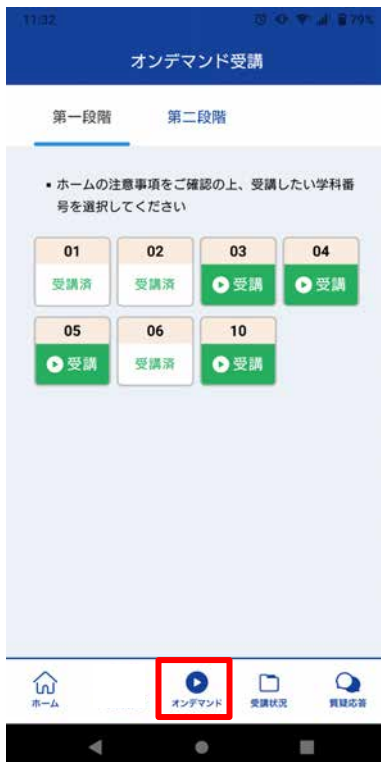 11:32 79%
オンデマンド受講
第一段階 第二段階
▪ ホームの注意事項をご確認の上、受講したい学科番
号を選択してください
01 02 03 04
受講済 受講済 受講 受講
05 06 10
受講 受講済 受講
ホーム オンデマンド 受講状況 質疑応答